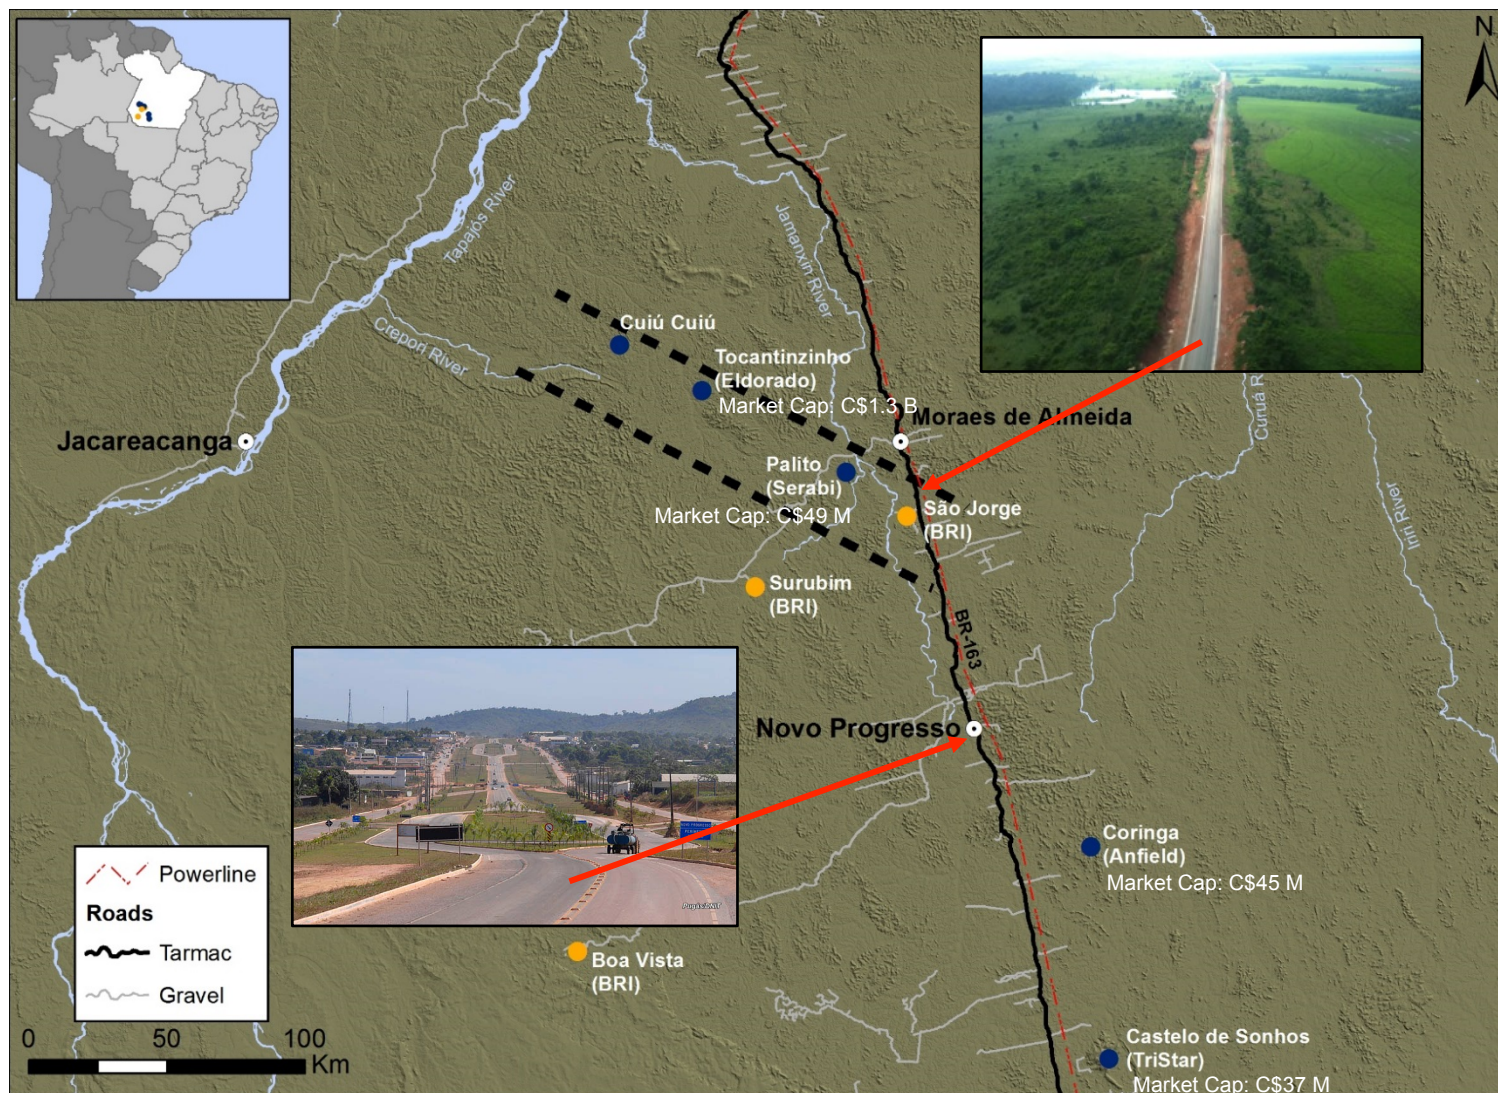 N
Tapajós River
Jamanxin River
Crepori River
Cuiú Cuiú
Tocantinzinho
(Eldorado)
Market Cap: C$1.3 B
Moraes de Almeida
Jacareacanga
Palito
(Serabi)
Market Cap: C$49 M
São Jorge
(BRI)
Curuá R
Iriri River
Surubim
(BRI)
BR-163
Novo Progresso
Coringa
(Anfield)
Market Cap: C$45 M
Boa Vista
(BRI)
Castelo de Sonhos
(TriStar)
Market Cap: C$37 M
Powerline
Roads
Tarmac
Gravel
0 50 100
Km